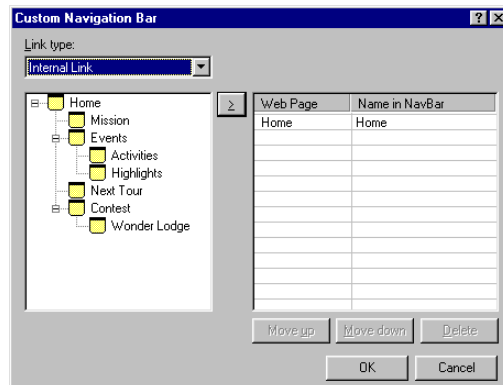 Custom Navigation Bar
Link type:
Internal Link
Home
Mission
Events
Activities
Highlights
Next Tour
Contest
Wonder Lodge
>
Web Page Name in NavBar
Home Home
Move up Move down Delete
OK Cancel